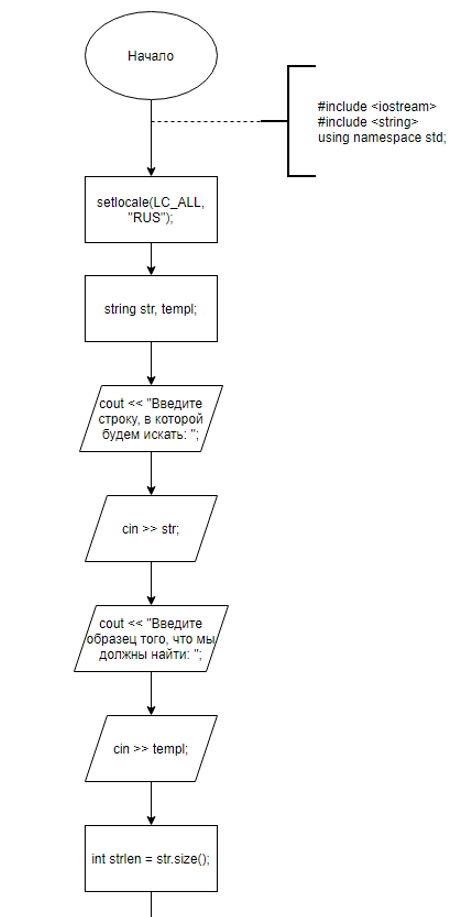 Начало
#include <iostream>
#include <string>
using namespace std;
setlocale(LC_ALL,
"RUS");
string str, templ;
cout << "Введите
строку, в которой
будем искать: ";
cin >> str;
cout << "Введите
образец того, что мы
должны найти: ";
cin >> templ;
int strlen = str.size();